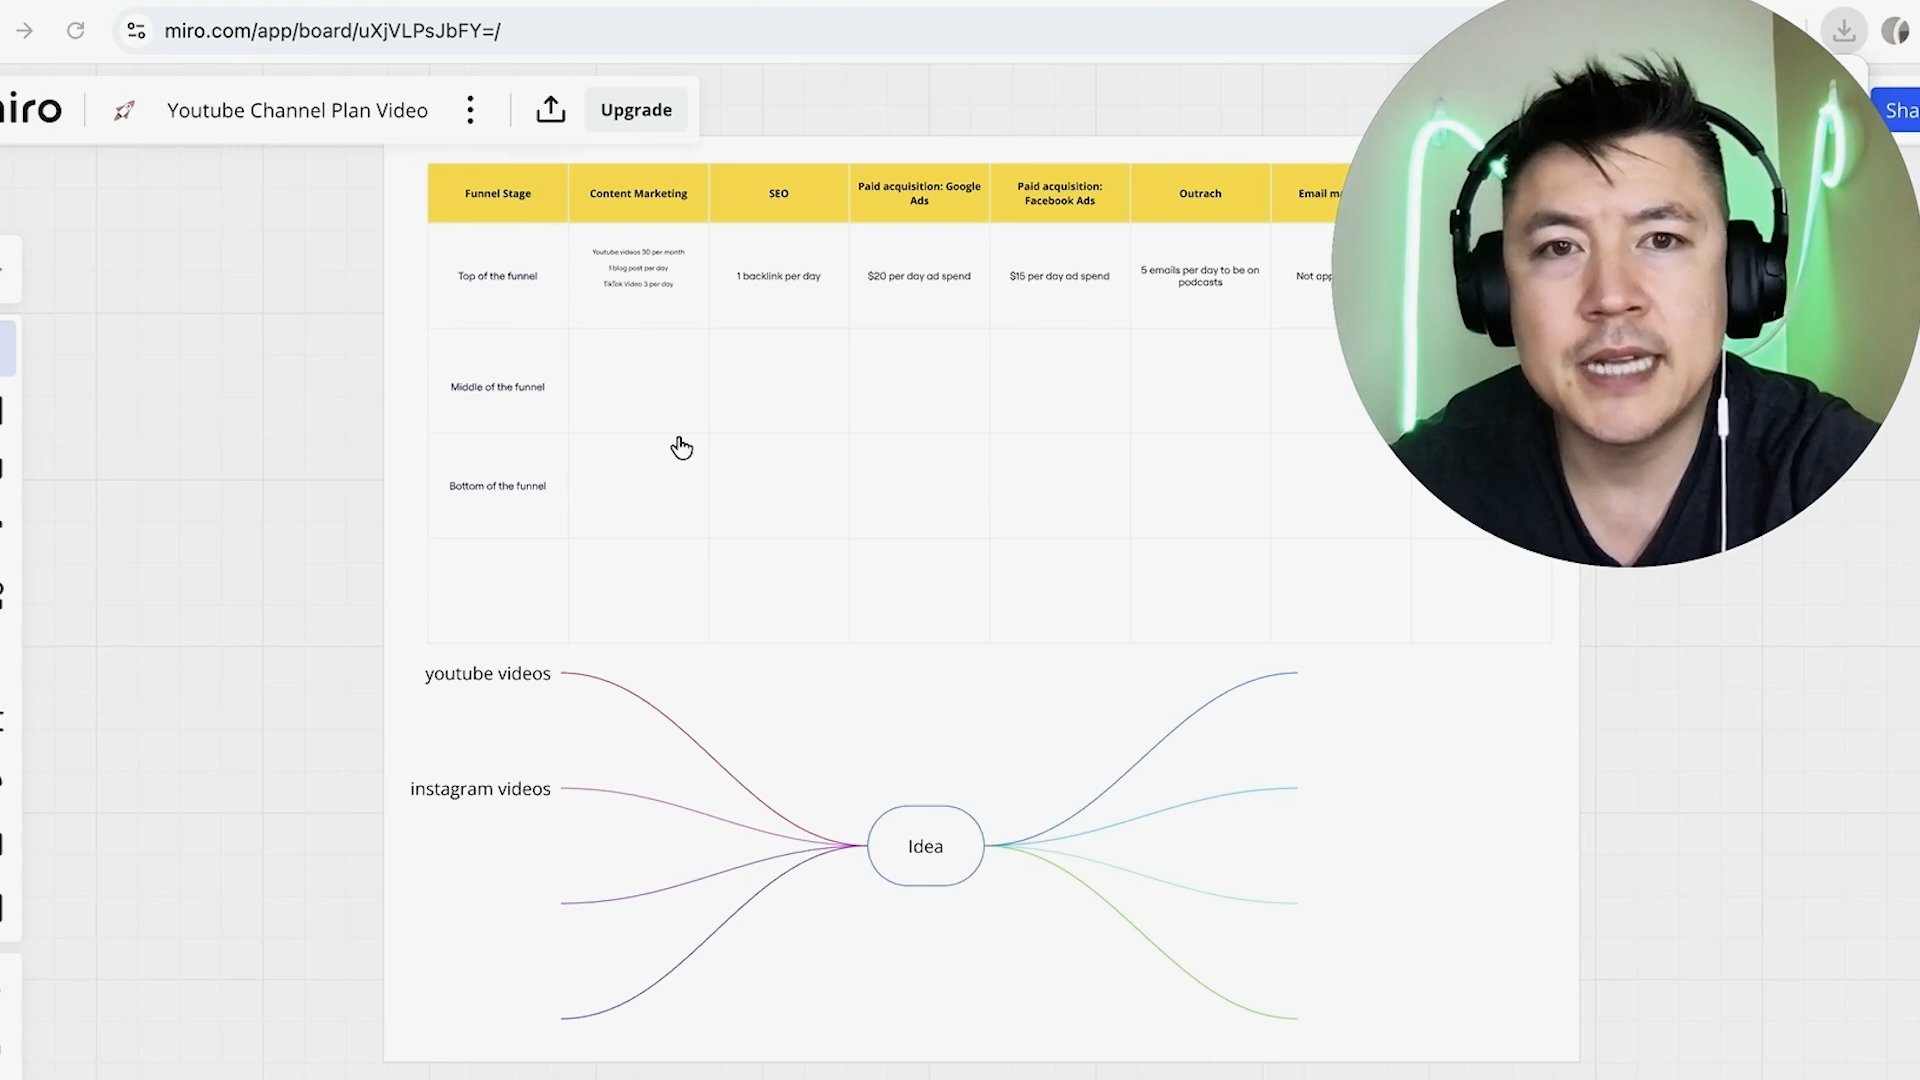 miro.com/app/board/uXjVLPsJbFY=/
miro
Youtube Channel Plan Video
Upgrade
Sha
Funnel Stage
Content Marketing
SEO
Paid acquisition: Google
Ads
Paid acquisition:
Facebook Ads
Outrach
Email ma
Top of the funnel
Youtube videos 30 per month
1 blog post per day
TikTok Video 3 per day
1 backlink per day
$20 per day ad spend
$15 per day ad spend
5 emails per day to be on
podcasts
Not app
Middle of the funnel
Bottom of the funnel
youtube videos
instagram videos
Idea